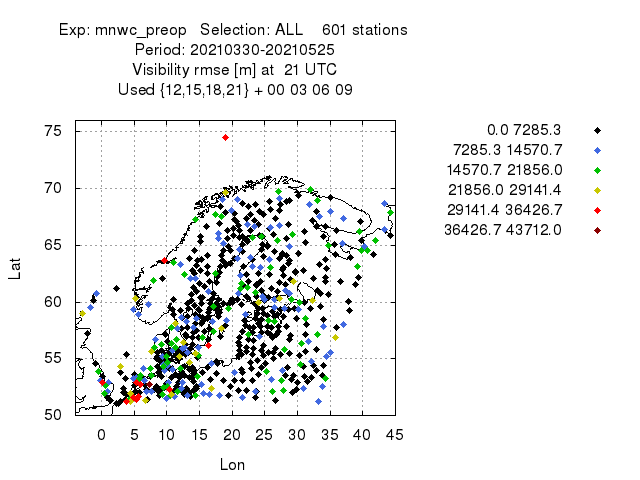 Exp: mnwc_preop Selection: ALL 601 stations
Period: 20210330-20210525
Visibility rmse [m] at 21 UTC
Used {12,15,18,21} + 00 03 06 09
0.0 7285.3
7285.3 14570.7
14570.7 21856.0
21856.0 29141.4
29141.4 36426.7
36426.7 43712.0
75
70
65
60
55
50
Lat
0 5 10 15 20 25 30 35 40 45
Lon